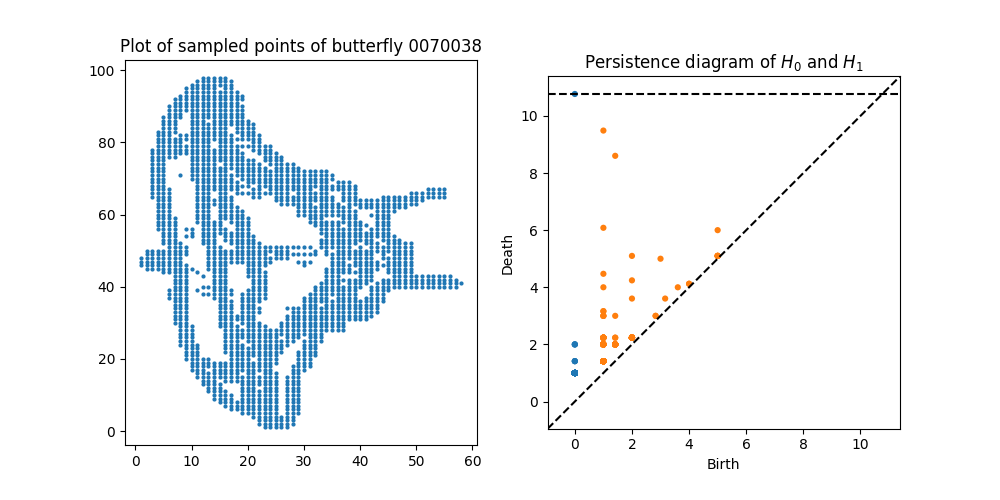 Plot of sampled points of butterfly 0070038
100
80
60
40
20
0
0 10 20 30 40 50 60
Persistence diagram of $H_0$ and $H_1$
10
8
6
4
2
0
0 2 4 6 8 10
Death
Birth